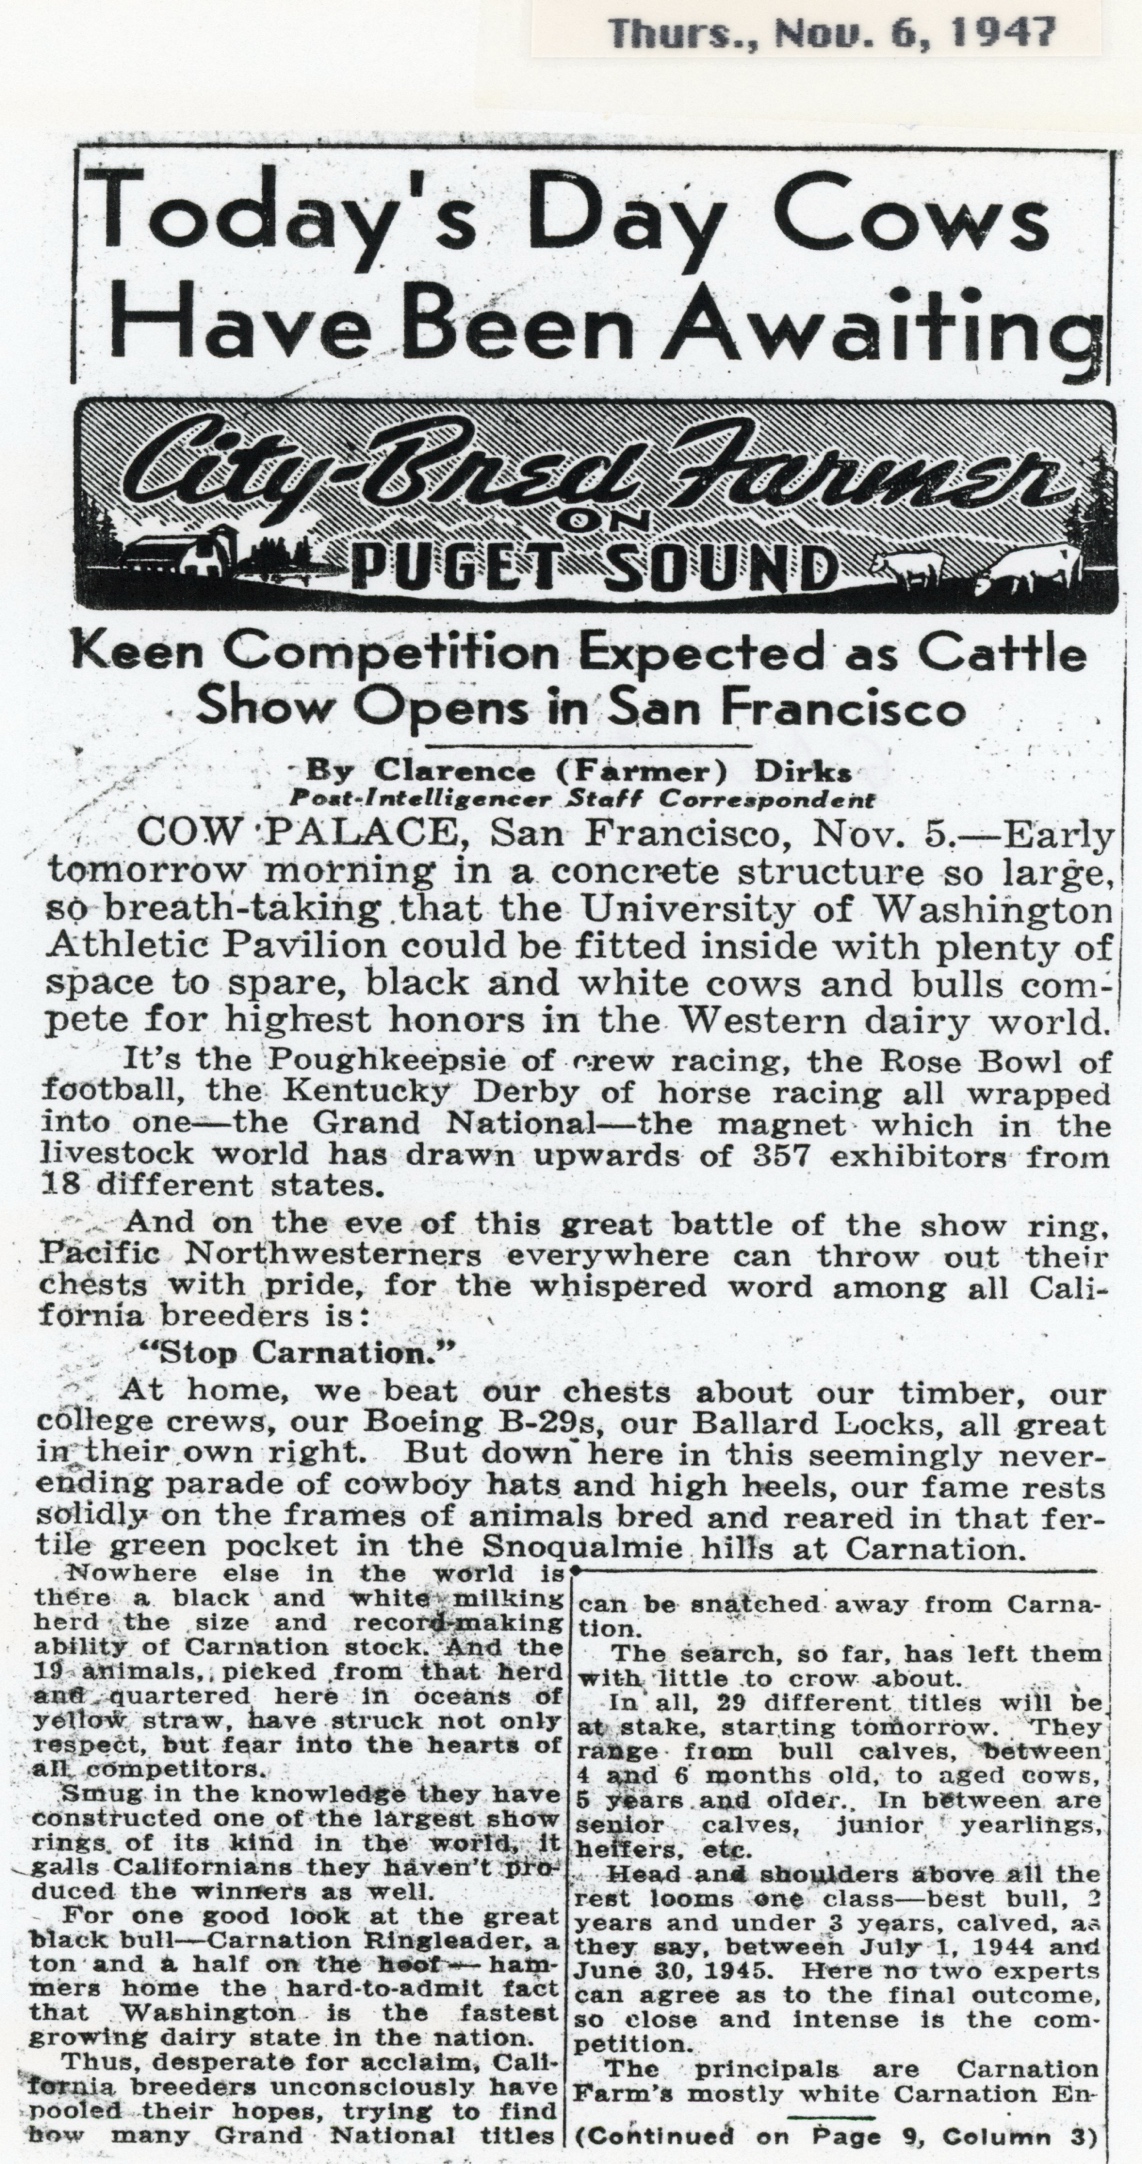 Thurs., Nov. 6, 1947
Today's Day Cows
Have Been Awaiting
City-Bred Farmer
ON
PUGET SOUND
Keen Competition Expected as Cattle
Show Opens in San Francisco
By Clarence (Farmer) Dirks
Post-Intelligencer Staff Correspondent
COW PALACE, San Francisco, Nov. 5.—Early
tomorrow morning in a concrete structure so large,
so breath-taking that the University of Washington
Athletic Pavilion could be fitted inside with plenty of
space to spare, black and white cows and bulls com-
pete for highest honors in the Western dairy world.
It's the Poughkeepsie of crew racing, the Rose Bowl of
football, the Kentucky Derby of horse racing all wrapped
into one—the Grand National—the magnet which in the
livestock world has drawn upwards of 357 exhibitors from
18 different states.
And on the eve of this great battle of the show ring,
Pacific Northwesterners everywhere can throw out their
chests with pride, for the whispered word among all Cali-
fornia breeders is:
"Stop Carnation."
At home, we beat our chests about our timber, our
college crews, our Boeing B-29s, our Ballard Locks, all great
in their own right. But down here in this seemingly never-
ending parade of cowboy hats and high heels, our fame rests
solidly on the frames of animals bred and reared in that fer-
tile green pocket in the Snoqualmie hills at Carnation.
Nowhere else in the world is
there a black and white milking
herd the size and record-making
ability of Carnation stock. And the
19 animals, picked from that herd
and quartered here in oceans of
yellow straw, have struck not only
respect, but fear into the hearts of
all competitors.
Smug in the knowledge they have
constructed one of the largest show
rings of its kind in the world, it
galls Californians they haven't pro-
duced the winners as well.
For one good look at the great
black bull—Carnation Ringleader, a
ton and a half on the hoof—ham-
mers home the hard-to-admit fact
that Washington is the fastest
growing dairy state in the nation.
Thus, desperate for acclaim, Cali-
fornia breeders unconsciously have
pooled their hopes, trying to find
how many Grand National titles
can be snatched away from Carna-
tion.
The search, so far, has left them
with little to crow about.
In all, 29 different titles will be
at stake, starting tomorrow. They
range from bull calves, between
4 and 6 months old, to aged cows,
5 years and older. In between are
senior calves, junior yearlings,
heifers, etc.
Head and shoulders above all the
rest looms one class—best bull, 2
years and under 3 years, calved, as
they say, between July 1, 1944 and
June 30, 1945. Here no two experts
can agree as to the final outcome,
so close and intense is the com-
petition.
The principals are Carnation
Farm's mostly white Carnation En-
(Continued on Page 9, Column 3)